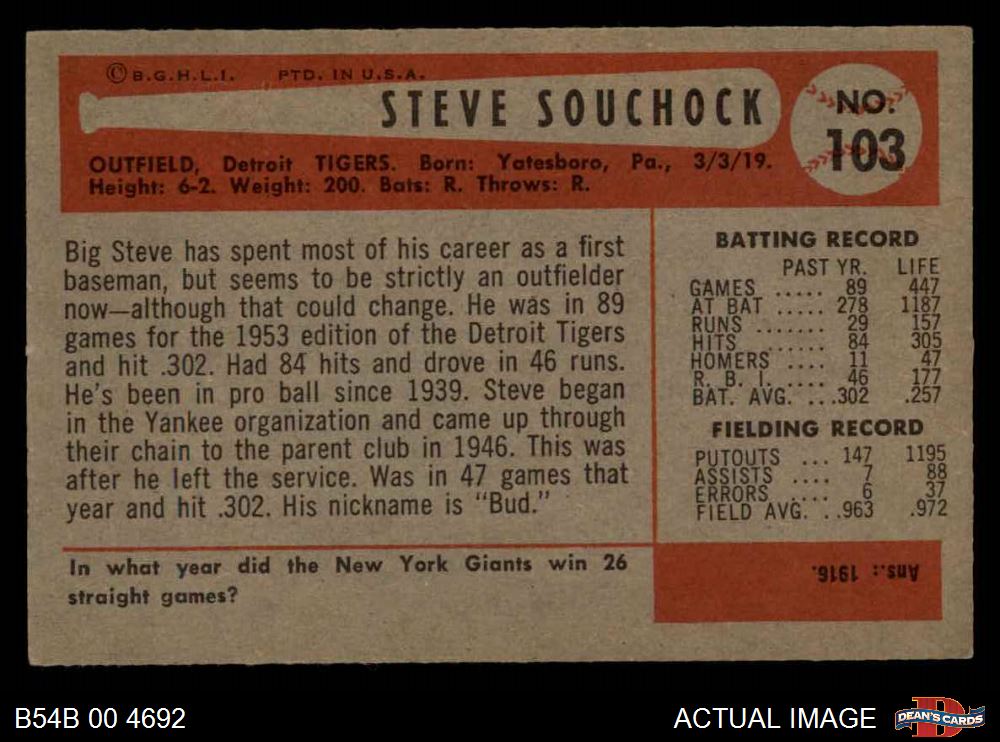 ©B.G.H.L.I. PTD. IN U.S.A.
STEVE SOUCHOCK
NO.
103
OUTFIELD, Detroit TIGERS. Born: Yatesboro, Pa., 3/3/19.
Height: 6-2. Weight: 200. Bats: R. Throws: R.
Big Steve has spent most of his career as a first
baseman, but seems to be strictly an outfielder
now—although that could change. He was in 89
games for the 1953 edition of the Detroit Tigers
and hit .302. Had 84 hits and drove in 46 runs.
He's been in pro ball since 1939. Steve began
in the Yankee organization and came up through
their chain to the parent club in 1946. This was
after he left the service. Was in 47 games that
year and hit .302. His nickname is "Bud."
BATTING RECORD
PAST YR. LIFE
GAMES ..... 89 447
AT BAT ..... 278 1187
RUNS ....... 29 157
HITS ...... 84 305
HOMERS .... 11 47
R. B. I. .... 46 177
BAT. AVG. ...302 .257
FIELDING RECORD
PUTOUTS ... 147 1195
ASSISTS .... 7 88
ERRORS .... 6 37
FIELD AVG. ..963 .972
In what year did the New York Giants win 26
straight games?
Ans.: 1916.
B54B 00 4692
ACTUAL IMAGE
D
DEAN'S CARDS